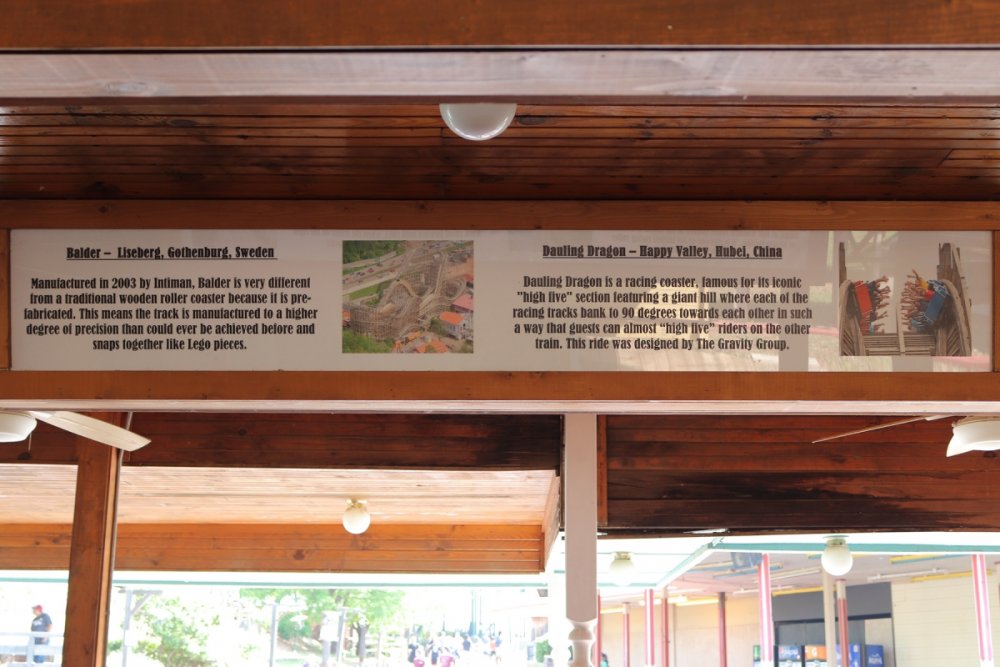 Balder – Liseberg, Gothenburg, Sweden
Manufactured in 2003 by Intiman, Balder is very different
from a traditional wooden roller coaster because it is pre-
fabricated. This means the track is manufactured to a higher
degree of precision than could ever be achieved before and
snaps together like Lego pieces.
Dauling Dragon – Happy Valley, Hubei, China
Dauling Dragon is a racing coaster, famous for its iconic
"high five" section featuring a giant hill where each of the
racing tracks bank to 90 degrees towards each other in such
a way that guests can almost "high five" riders on the other
train. This ride was designed by The Gravity Group.